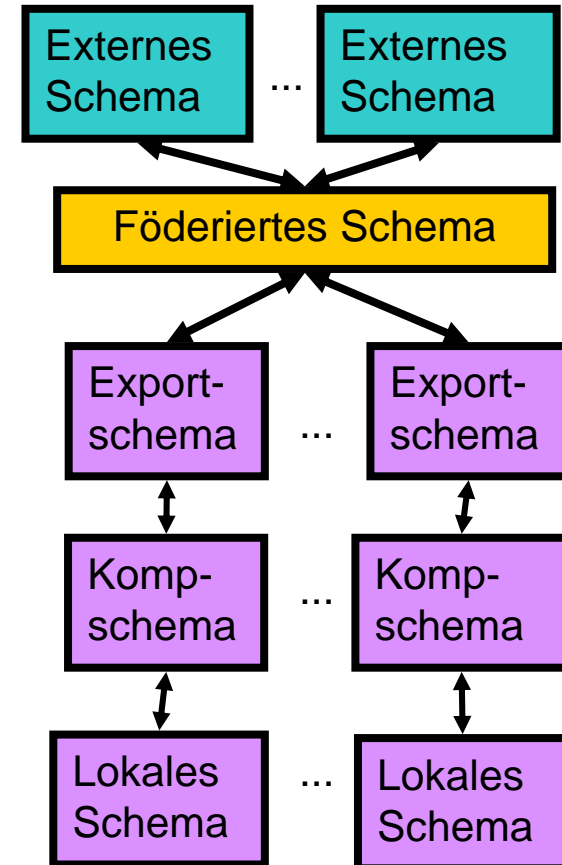 Externes
Schema
...
Externes
Schema
Föderiertes Schema
Export-
schema
...
Export-
schema
Komp-
schema
...
Komp-
schema
Lokales
Schema
...
Lokales
Schema